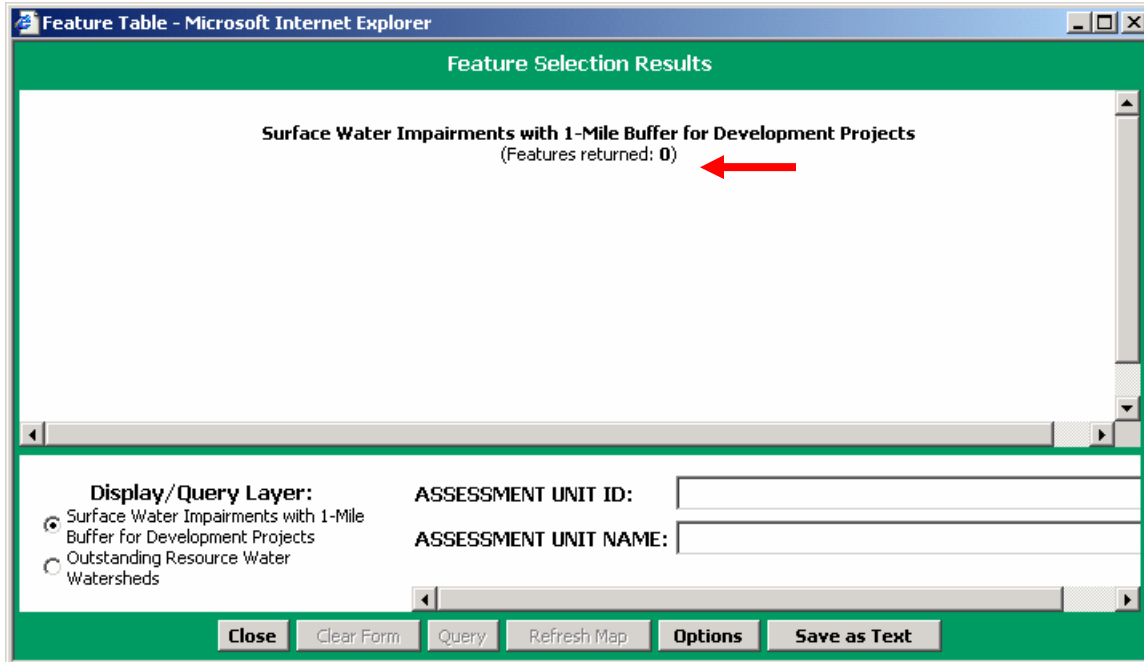 Feature Table - Microsoft Internet Explorer
Feature Selection Results
Surface Water Impairments with 1-Mile Buffer for Development Projects
(Features returned: 0)
Display/Query Layer:
Surface Water Impairments with 1-Mile
Buffer for Development Projects
Outstanding Resource Water
Watersheds
ASSESSMENT UNIT ID:
ASSESSMENT UNIT NAME:
Close Clear Form Query Refresh Map Options Save as Text